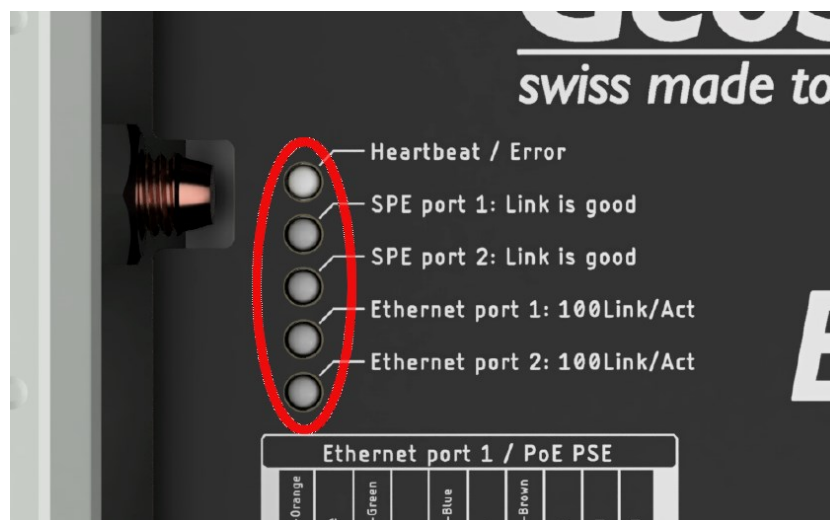 swiss made to
Heartbeat / Error
SPE port 1: Link is good
SPE port 2: Link is good
Ethernet port 1: 100Link/Act
Ethernet port 2: 100Link/Act
Ethernet port 1 / PoE PSE
-Orange
-Green
-Blue
-Brown